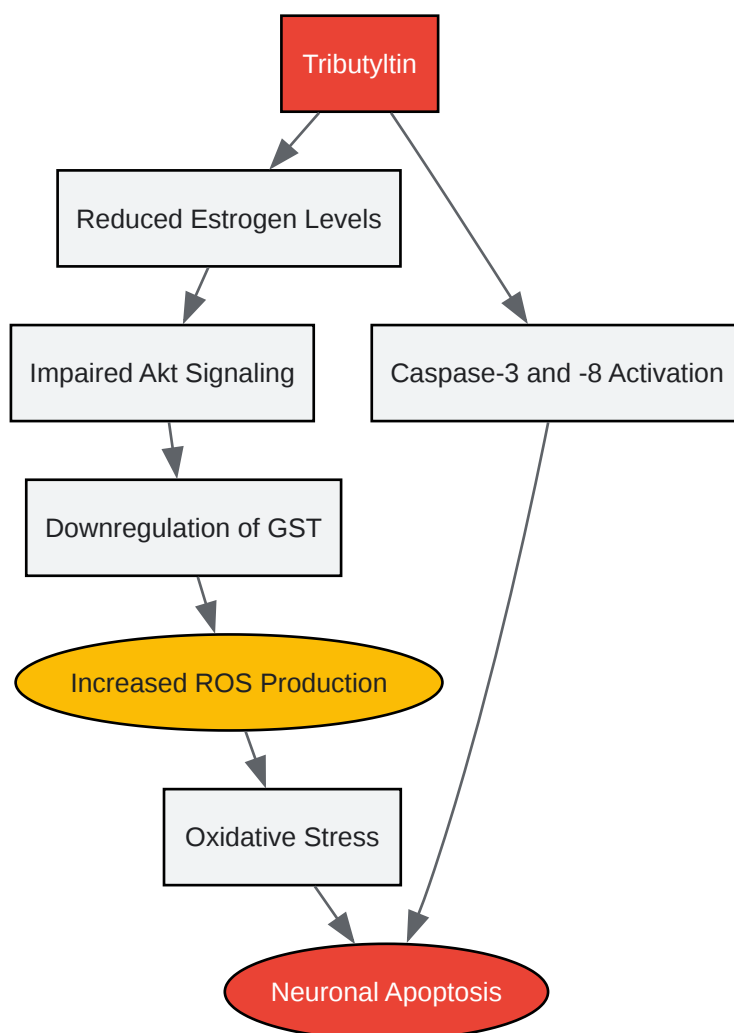 Tributyltin
Reduced Estrogen Levels
Impaired Akt Signaling
Caspase-3 and -8 Activation
Downregulation of GST
Increased ROS Production
Oxidative Stress
Neuronal Apoptosis